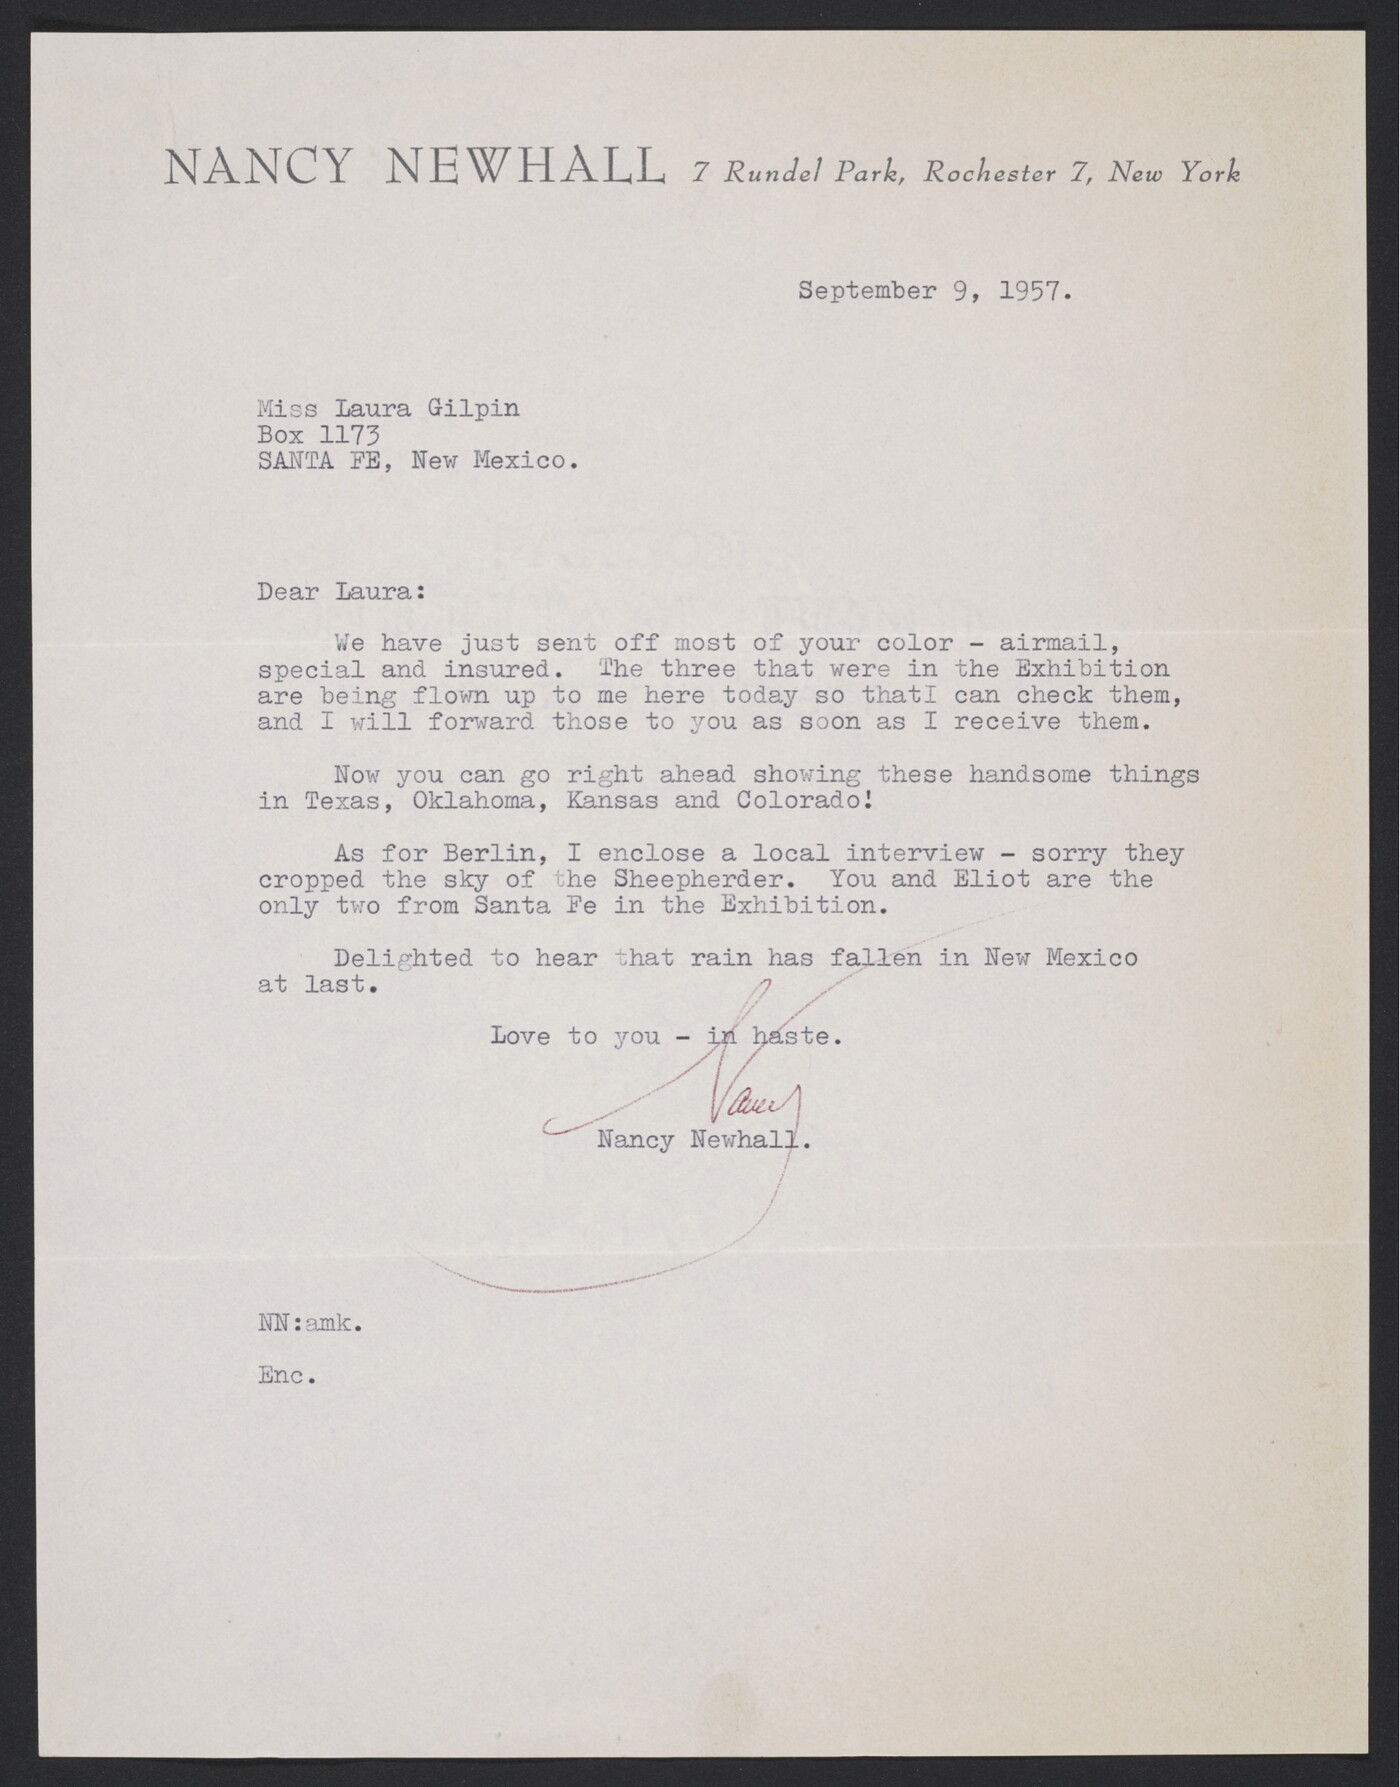 NANCY NEWHALL 7 Rundel Park, Rochester 7, New York
September 9, 1957.
Miss Laura Gilpin
Box 1173
SANTA FE, New Mexico.
Dear Laura:
We have just sent off most of your color - airmail,
special and insured. The three that were in the Exhibition
are being flown up to me here today so thatI can check them,
and I will forward those to you as soon as I receive them.
Now you can go right ahead showing these handsome things
in Texas, Oklahoma, Kansas and Colorado!
As for Berlin, I enclose a local interview - sorry they
cropped the sky of the Sheepherder. You and Eliot are the
only two from Santa Fe in the Exhibition.
Delighted to hear that rain has fallen in New Mexico
at last.
Love to you - in haste.
Nancy
Nancy Newhall.
NN:amk.
Enc.